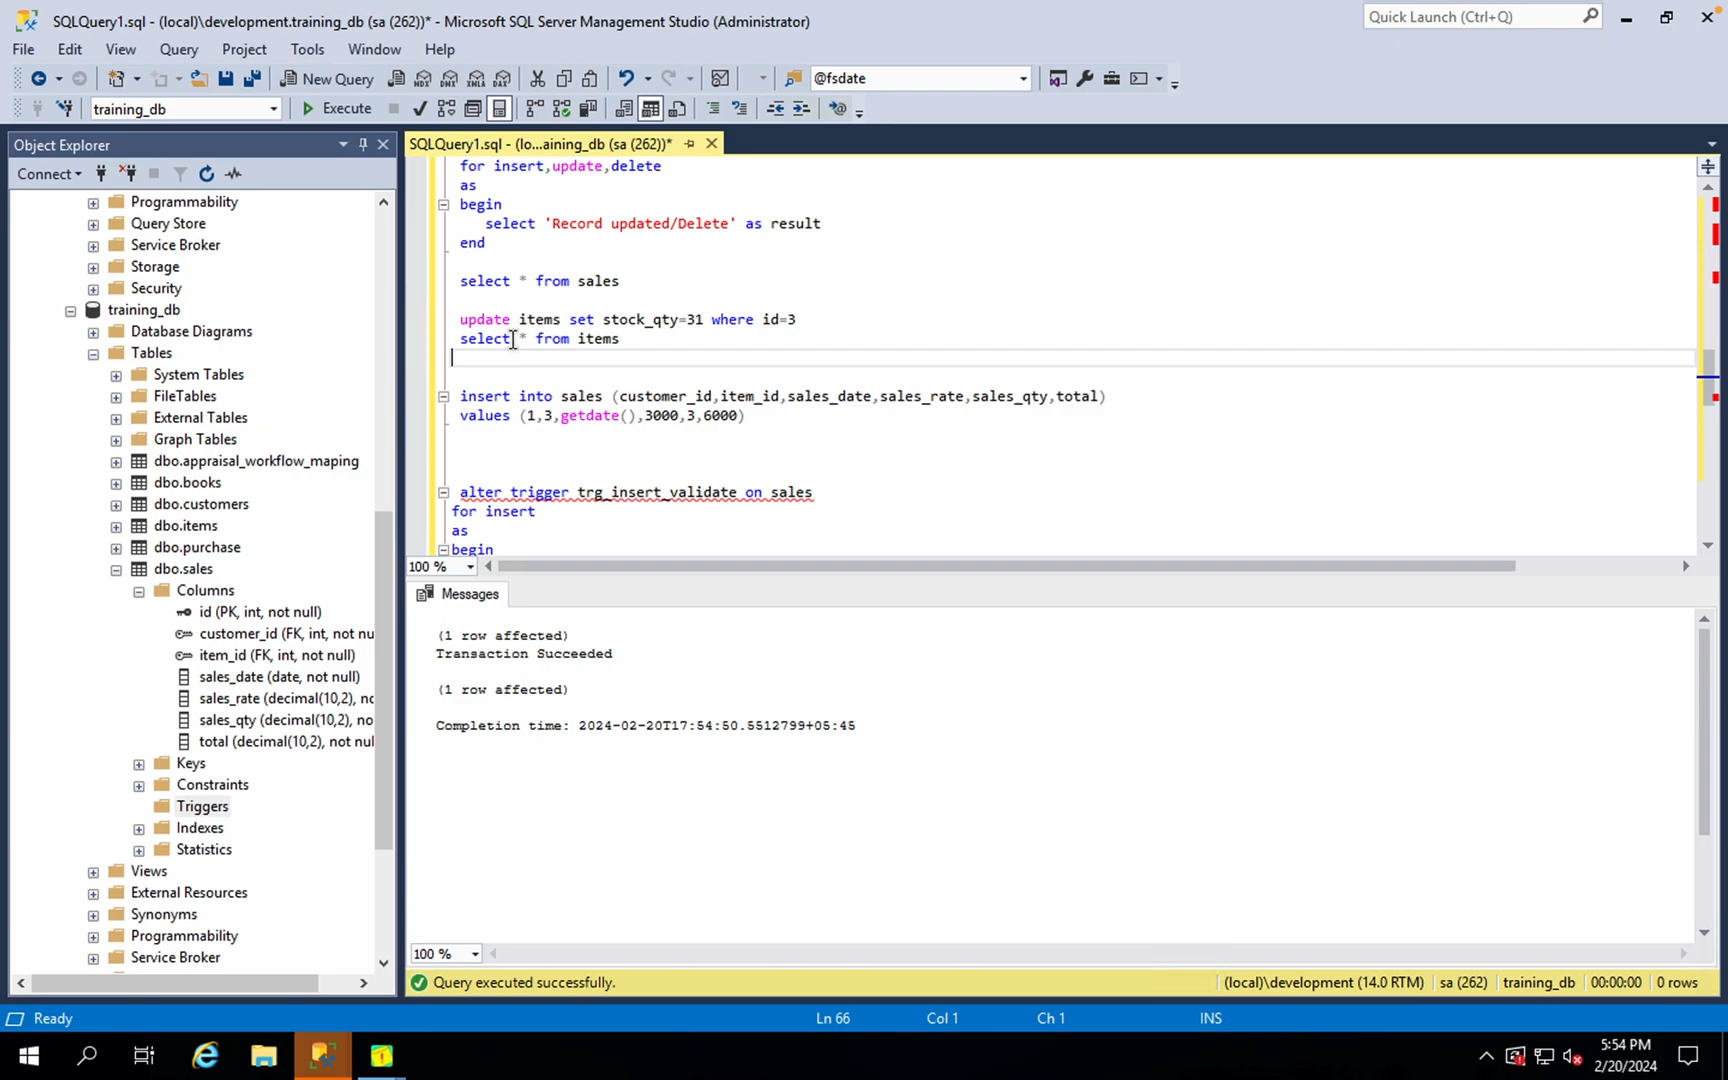 SQLQuery1.sql - (local)\development.training_db (sa (262))* - Microsoft SQL Server Management Studio (Administrator)
Quick Launch (Ctrl+Q)
File Edit View Query Project Tools Window Help
New Query
MDX DMX XMLA DAX
@fsdate
training_db
Execute
Object Explorer
SQLQuery1.sql - (lo...aining_db (sa (262))*
Connect
Programmability
Query Store
Service Broker
Storage
Security
training_db
Database Diagrams
Tables
System Tables
FileTables
External Tables
Graph Tables
dbo.appraisal_workflow_maping
dbo.books
dbo.customers
dbo.items
dbo.purchase
dbo.sales
Columns
id (PK, int, not null)
customer_id (FK, int, not nu
item_id (FK, int, not null)
sales_date (date, not null)
sales_rate (decimal(10,2), nc
sales_qty (decimal(10,2), no
total (decimal(10,2), not nul
Keys
Constraints
Triggers
Indexes
Statistics
Views
External Resources
Synonyms
Programmability
Service Broker
for insert,update,delete
as
begin
select 'Record updated/Delete' as result
end
select * from sales
update items set stock_qty=31 where id=3
select * from items
insert into sales (customer_id,item_id,sales_date,sales_rate,sales_qty,total)
values (1,3,getdate(),3000,3,6000)
alter trigger trg_insert_validate on sales
for insert
as
begin
100 %
Messages
(1 row affected)
Transaction Succeeded
(1 row affected)
Completion time: 2024-02-20T17:54:50.5512799+05:45
100 %
Query executed successfully.
(local)\development (14.0 RTM) sa (262) training_db 00:00:00 0 rows
Ready
Ln 66 Col 1 Ch 1 INS
5:54 PM
2/20/2024